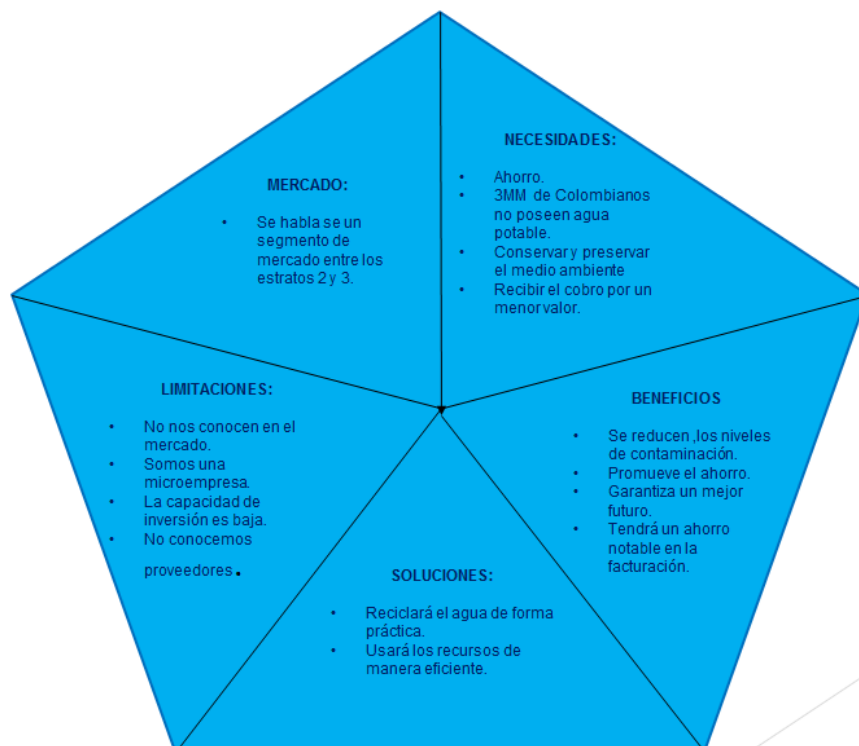 NECESIDADES:
• Ahorro.
• 3MM de Colombianos
no poseen agua
potable.
• Conservar y preservar
el medio ambiente
• Recibir el cobro por un
menor valor.
MERCADO:
• Se habla se un
segmento de
mercado entre los
estratos 2 y 3.
LIMITACIONES:
• No nos conocen en el
mercado.
• Somos una
microempresa.
• La capacidad de
inversión es baja.
• No conocemos
proveedores.
BENEFICIOS
• Se reducen ,los niveles
de contaminación.
• Promueve el ahorro.
• Garantiza un mejor
futuro.
• Tendrá un ahorro
notable en la
facturación.
SOLUCIONES:
• Reciclará el agua de forma
práctica.
• Usará los recursos de
manera eficiente.